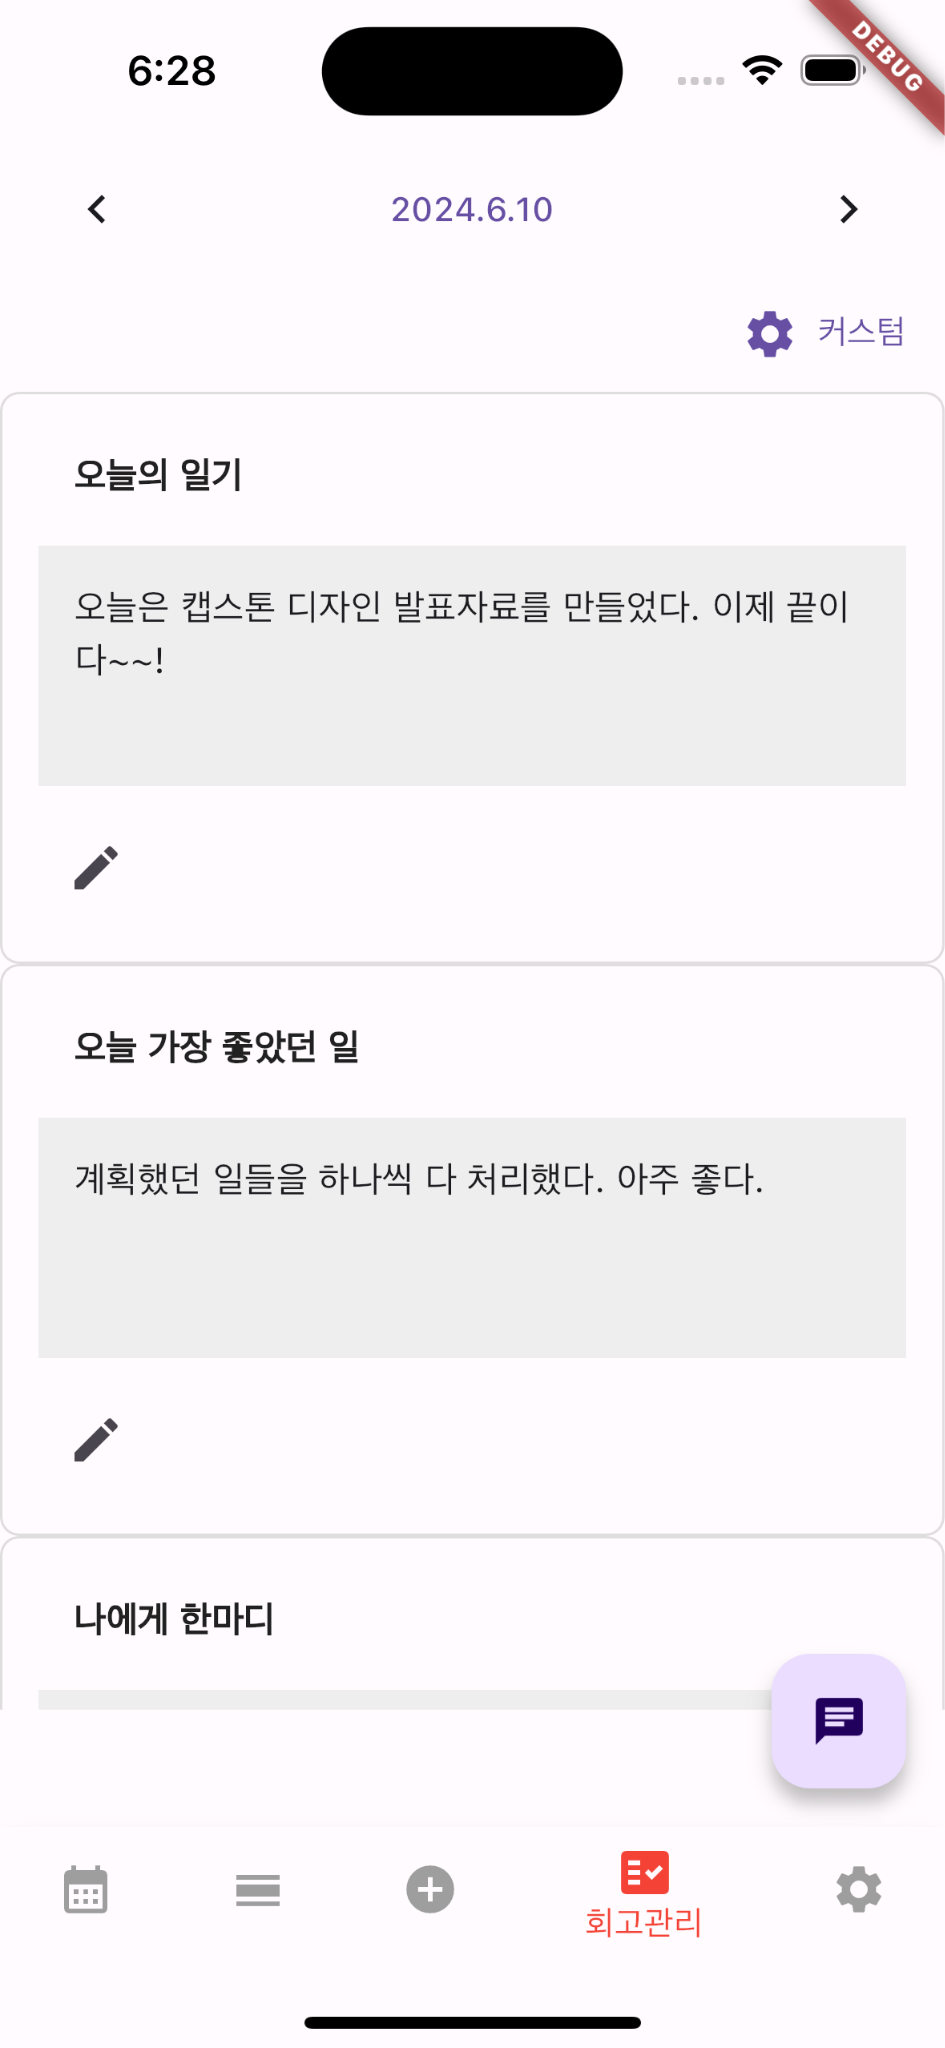 6:28
DEBUG
2024.6.10
커스텀
오늘의 일기
오늘은 캡스톤 디자인 발표자료를 만들었다. 이제 끝이
다~~!
오늘 가장 좋았던 일
계획했던 일들을 하나씩 다 처리했다. 아주 좋다.
나에게 한마디
회고관리